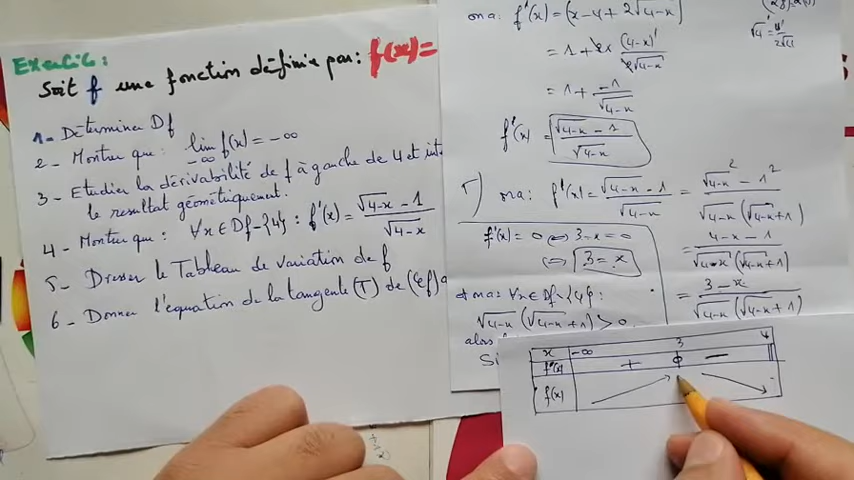 Exercice:
Soit f une fonction définie par: f(x)=
1- Déterminer Df
2- Montrer que: lim f(x) = -∞
-∞
3- Etudier la dérivabilité de f à gauche de 4 et
le resultat géométriquement.
4- Montrer que: ∀x∈Df-{4}: f'(x) = (√(4-x) - 1)/√(4-x)
5- Dresser le Tableau de variation de f
6- Donner l'équation de la tangente (T) de (Cf)
on a: f'(x) = (x-4+2√(4-x))'
= 1 + 2x (4-x)'/(2√(4-x))
= 1 + -1/√(4-x)
f'(x) = (√(4-x) - 1)/√(4-x)
on a: f'(x) = (√(4-x) - 1)/√(4-x) = (√(4-x)² - 1²)/(√(4-x)(√(4-x)+1))
= (4-x-1)/(√(4-x)(√(4-x)+1))
= (3-x)/(√(4-x)(√(4-x)+1))
f'(x) = 0 ⇔ 3-x = 0
⇔ 3 = x
et on a: ∀x∈Df-{4}:
√(4-x)(√(4-x)+1) > 0
alors
x -∞ 3 4
f'(x) + 0 -
f(x)